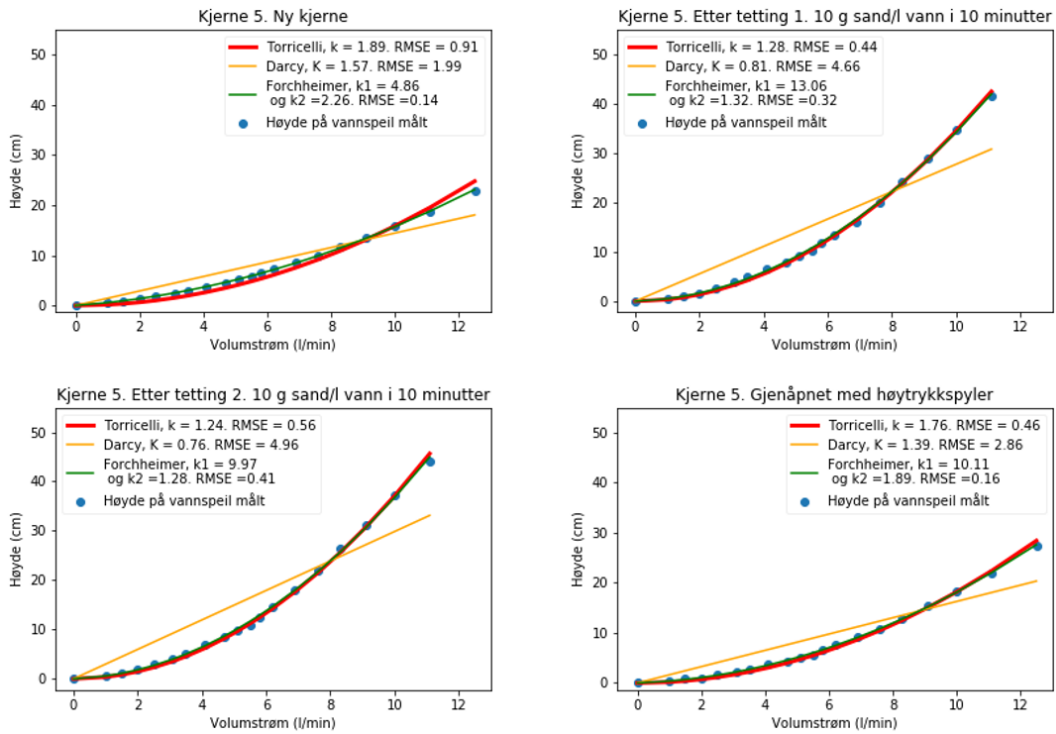 Kjerne 5. Ny kjerne
Torricelli, k = 1.89. RMSE = 0.91
Darcy, K = 1.57. RMSE = 1.99
Forchheimer, k1 = 4.86
og k2 =2.26. RMSE =0.14
Høyde på vannspeil målt
Høyde (cm)
50
40
30
20
10
0
0 2 4 6 8 10 12
Volumstrøm (l/min)
Kjerne 5. Etter tetting 1. 10 g sand/l vann i 10 minutter
Torricelli, k = 1.28. RMSE = 0.44
Darcy, K = 0.81. RMSE = 4.66
Forchheimer, k1 = 13.06
og k2 =1.32. RMSE =0.32
Høyde på vannspeil målt
Høyde (cm)
50
40
30
20
10
0
0 2 4 6 8 10 12
Volumstrøm (l/min)
Kjerne 5. Etter tetting 2. 10 g sand/l vann i 10 minutter
Torricelli, k = 1.24. RMSE = 0.56
Darcy, K = 0.76. RMSE = 4.96
Forchheimer, k1 = 9.97
og k2 =1.28. RMSE =0.41
Høyde på vannspeil målt
Høyde (cm)
50
40
30
20
10
0
0 2 4 6 8 10 12
Volumstrøm (l/min)
Kjerne 5. Gjenåpnet med høytrykkspyler
Torricelli, k = 1.76. RMSE = 0.46
Darcy, K = 1.39. RMSE = 2.86
Forchheimer, k1 = 10.11
og k2 =1.89. RMSE =0.16
Høyde på vannspeil målt
Høyde (cm)
50
40
30
20
10
0
0 2 4 6 8 10 12
Volumstrøm (l/min)